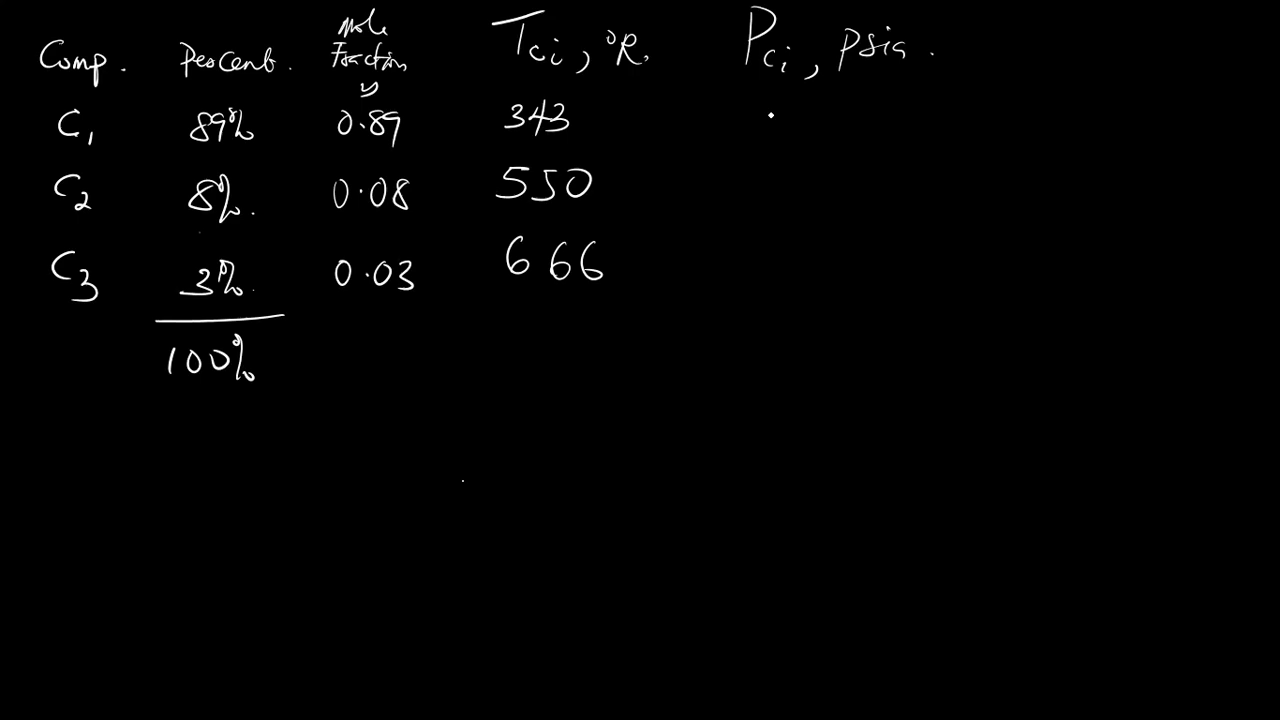 Comp. Percent. Mole Fraction y Tci, °R. Pci, psia.
C1 89% 0.89 343
C2 8%. 0.08 550
C3 3%. 0.03 666
100%